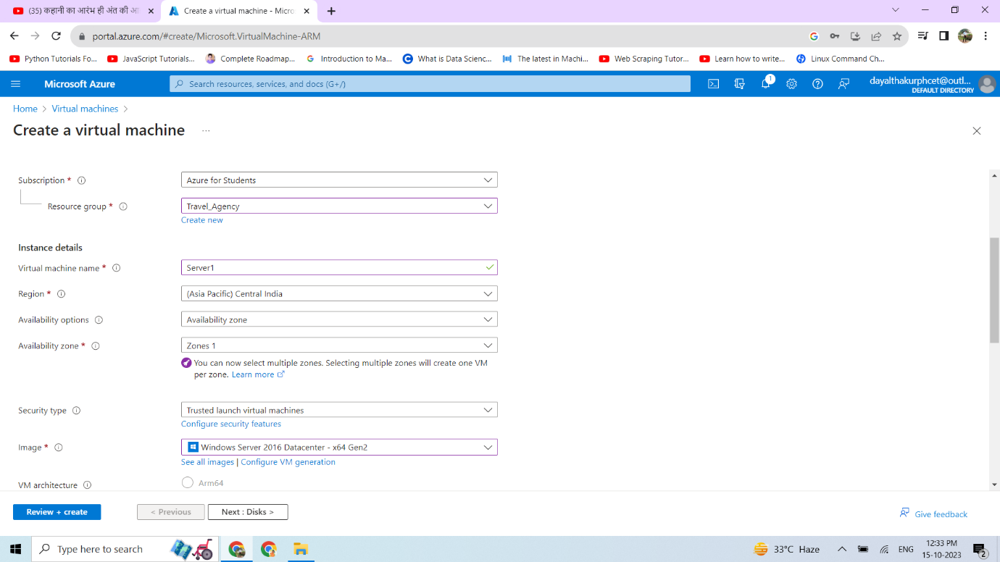 (35) कहानी का आरंभ ही अंत की आ
Create a virtual machine - Micro
portal.azure.com/#create/Microsoft.VirtualMachine-ARM
Python Tutorials Fo... JavaScript Tutorials... Complete Roadmap... Introduction to Ma... What is Data Scienc... The latest in Machi... Web Scraping Tutor... Learn how to write... Linux Command Ch...
Microsoft Azure
Search resources, services, and docs (G+/)
1
dayalthakurphcet@outl...
DEFAULT DIRECTORY
Home > Virtual machines >
Create a virtual machine ...
Subscription * Azure for Students
Resource group * Travel_Agency
Create new
Instance details
Virtual machine name * Server1
Region * (Asia Pacific) Central India
Availability options Availability zone
Availability zone * Zones 1
You can now select multiple zones. Selecting multiple zones will create one VM
per zone. Learn more
Security type Trusted launch virtual machines
Configure security features
Image * Windows Server 2016 Datacenter - x64 Gen2
See all images | Configure VM generation
VM architecture Arm64
Review + create < Previous Next : Disks > Give feedback
Type here to search
33°C Haze
ENG
12:33 PM
15-10-2023
2